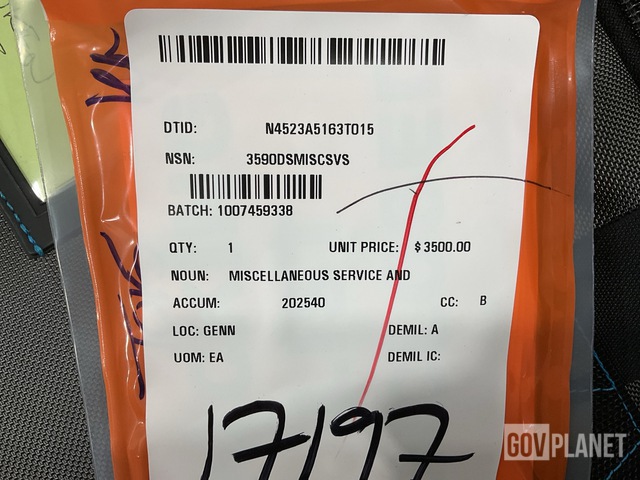 DTID: N4523A5163T015
NSN: 3590DSMISCSVS
BATCH: 1007459338
QTY: 1 UNIT PRICE: $ 3500.00
NOUN: MISCELLANEOUS SERVICE AND
ACCUM: 202540 CC: B
LOC: GENN DEMIL: A
UOM: EA DEMIL IC:
17197
GOVPLANET